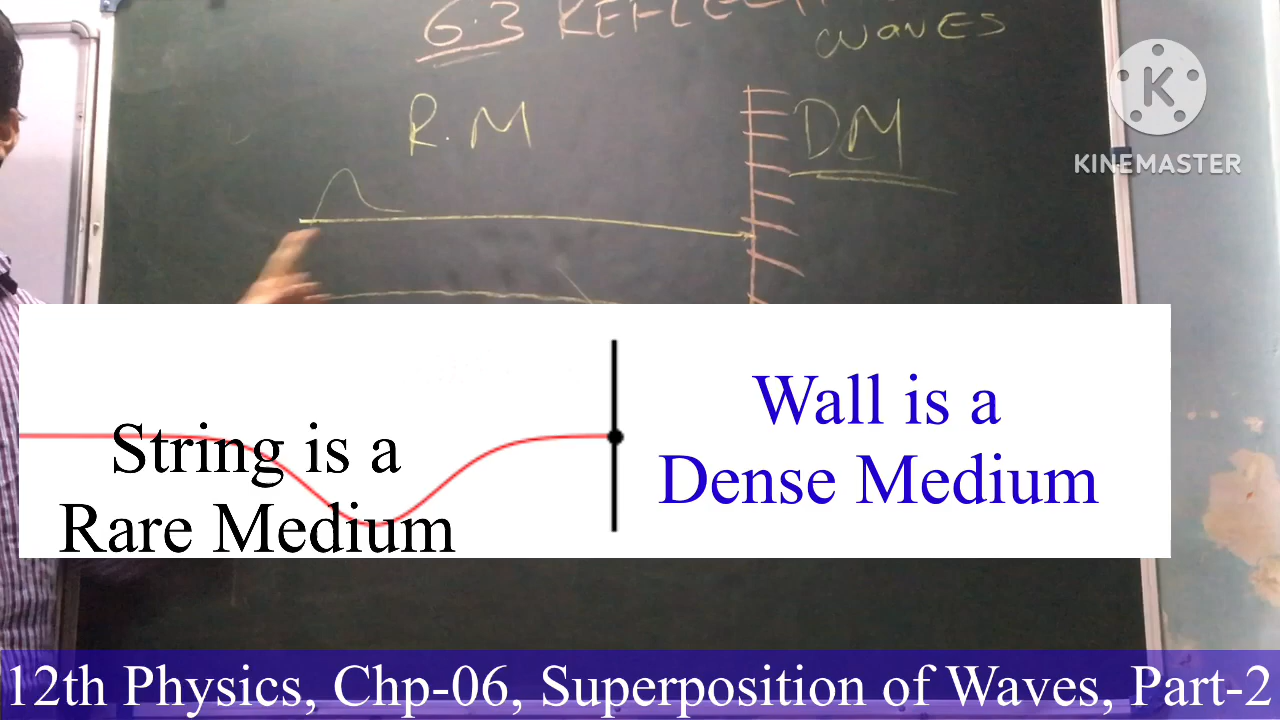 6.3 REFLECT
WAVES
R.M
DM
K
KINEMASTER
String is a
Rare Medium
Wall is a
Dense Medium
12th Physics, Chp-06, Superposition of Waves, Part-2